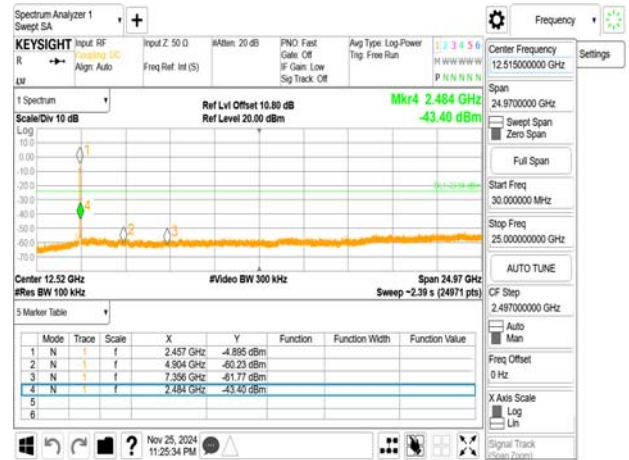 Spectrum Analyzer 1
Swept SA
Frequency
KEYSIGHT Input: RF Input Z: 50 Ω #Atten: 20 dB PNO: Fast Avg Type: Log-Power 1 2 3 4 5 6
R Coupling: DC Gate: Off Trig: Free Run M W W W W W
Align: Auto Freq Ref: Int (S) IF Gain: Low P N N N N N
Sig Track: Off
LW
1 Spectrum
Ref Lvl Offset 10.80 dB
Mkr4 2.484 GHz
Scale/Div 10 dB
Ref Level 20.00 dBm
-43.40 dBm
Log
10.0
0.00
-10.0
-20.0
-30.0
-40.0
-50.0
-60.0
-70.0
1
4
2
3
Center 12.52 GHz
#Video BW 300 kHz
Span 24.97 GHz
#Res BW 100 kHz
Sweep ~2.39 s (24971 pts)
5 Marker Table
Mode Trace Scale X Y Function Function Width Function Value
1 N 1 f 2.457 GHz -4.895 dBm
2 N 1 f 4.904 GHz -60.23 dBm
3 N 1 f 7.356 GHz -61.77 dBm
4 N 1 f 2.484 GHz -43.40 dBm
5
6
?
Nov 25, 2024
11:25:34 PM
Center Frequency
12.515000000 GHz
Settings
Span
24.9700000 GHz
Swept Span
Zero Span
Full Span
Start Freq
30.000000 MHz
Stop Freq
25.000000000 GHz
AUTO TUNE
CF Step
2.497000000 GHz
Auto
Man
Freq Offset
0 Hz
X Axis Scale
Log
Lin
Signal Track
(Span Zoom)